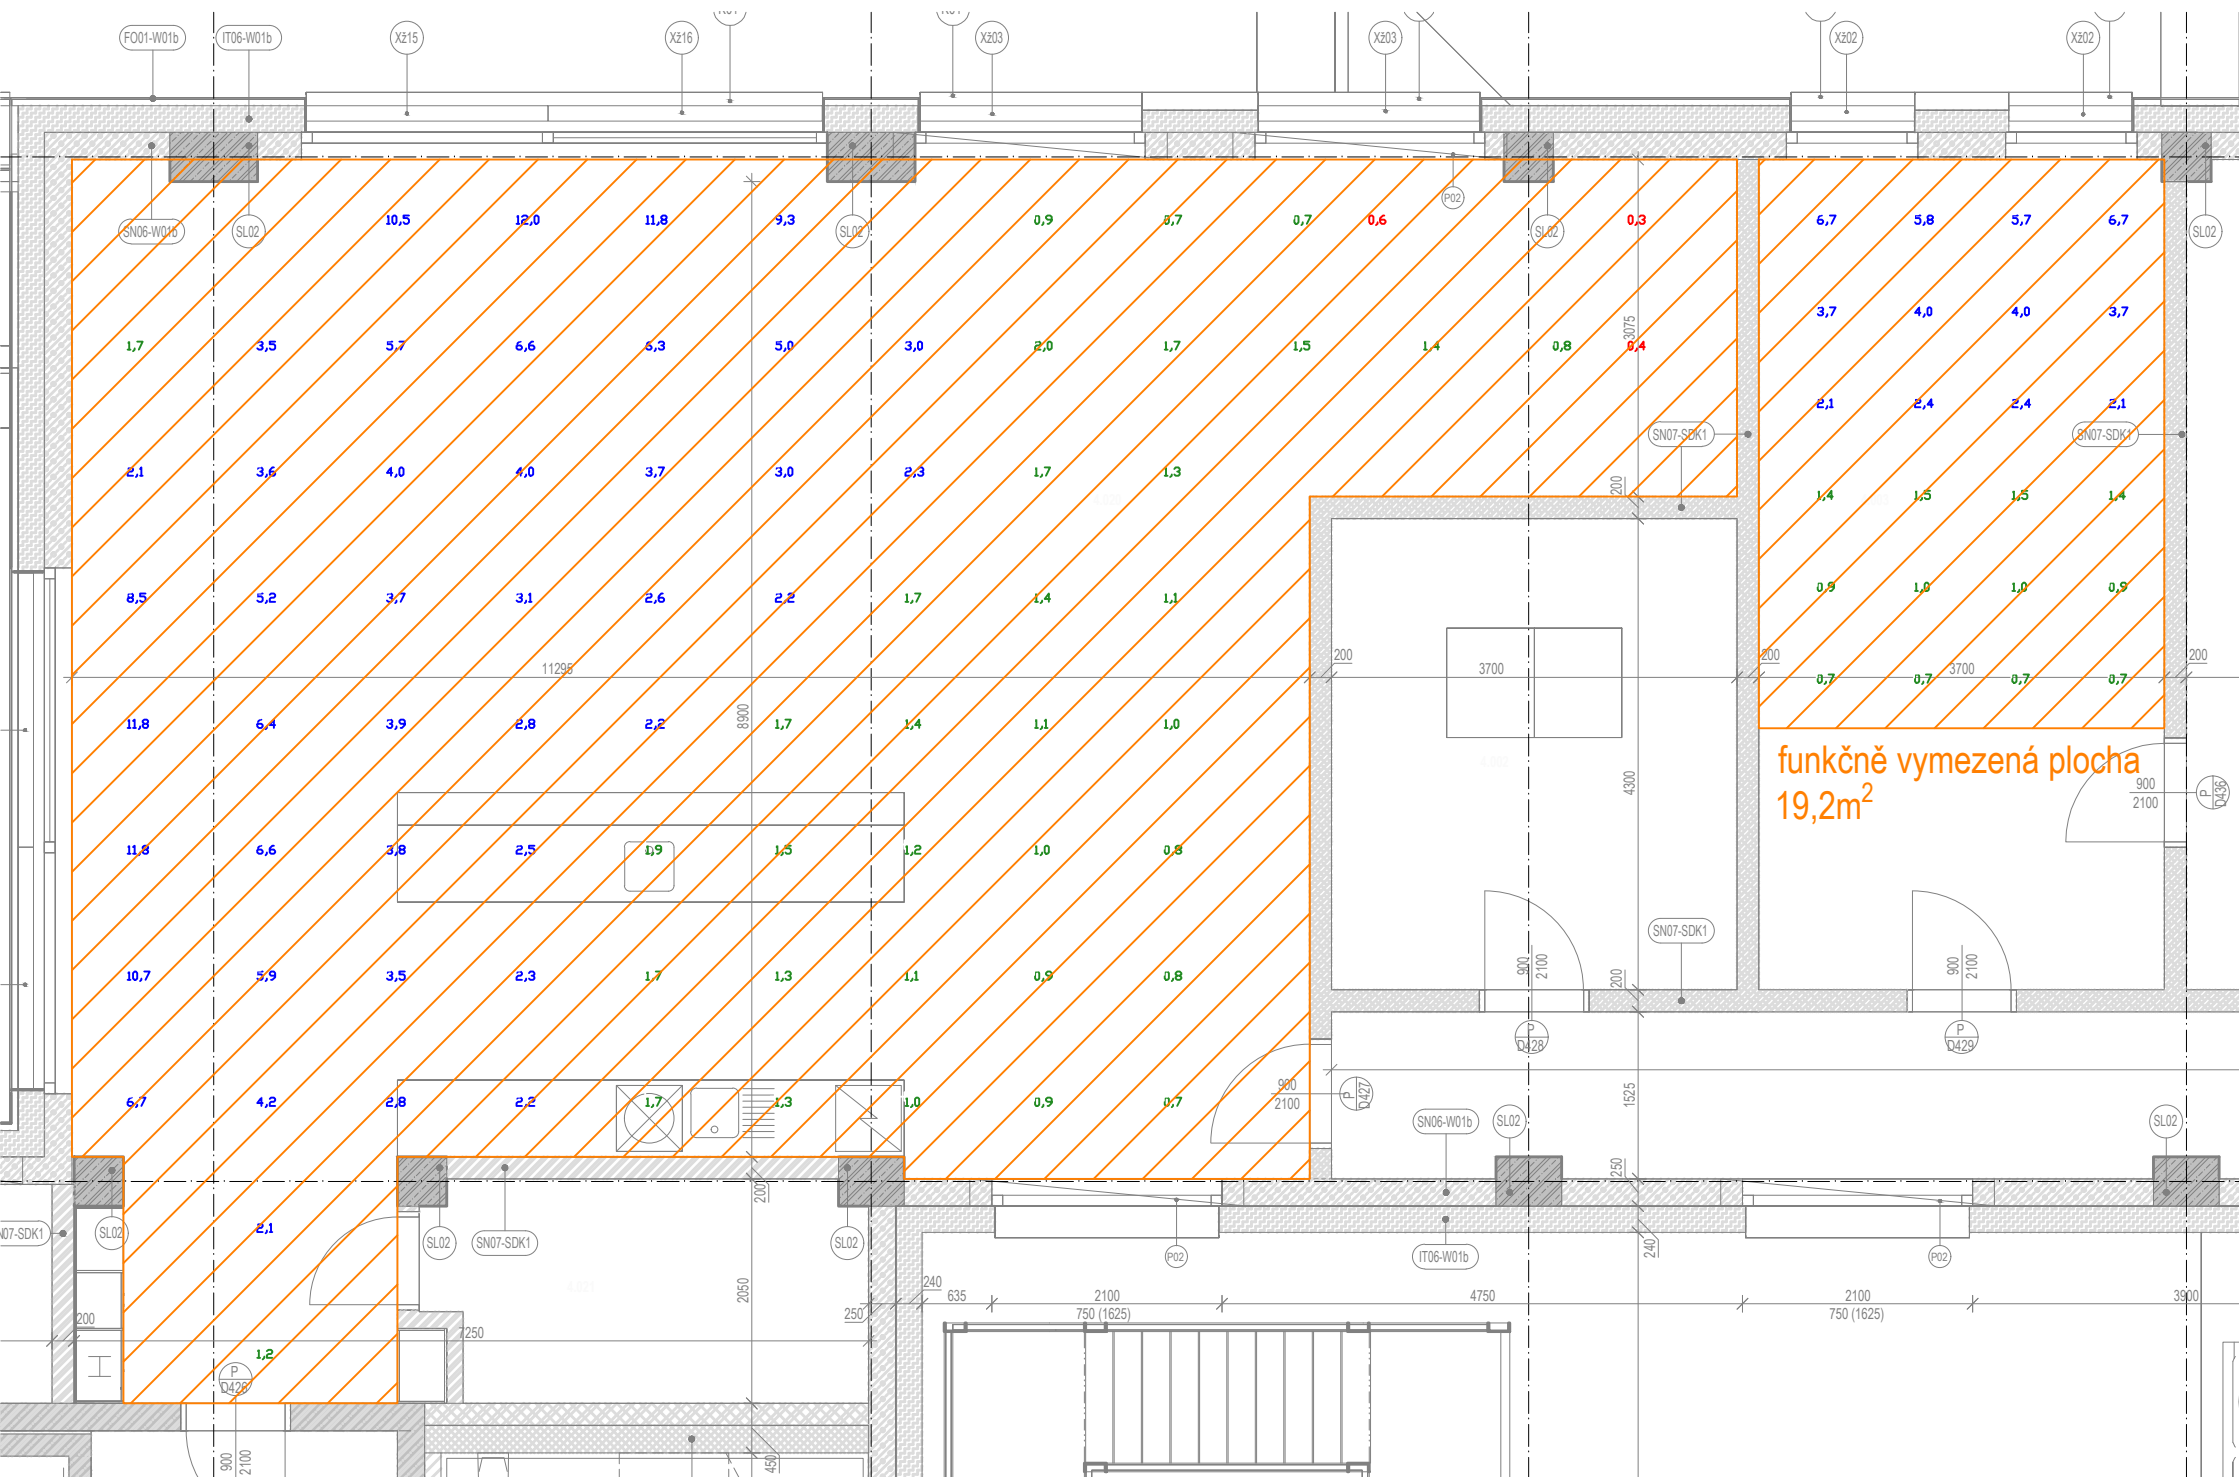 FO01-W01b IT06-W01b Xž15 Xž16 Xž03 Xž03 Xž02 Xž02
P02
10,5 12,0 11,8 9,3 0,9 0,7 0,7 0,6 0,3 6,7 5,8 5,7 6,7
SN06-W01b SL02 SL02 SL02 SL02
3,7 4,0 4,0 3,7
3075
1,7 3,5 5,7 6,6 6,3 5,0 3,0 2,0 1,7 1,5 1,4 0,8 0,4
2,1 2,4 2,4 2,1
SN07-SDK1 SN07-SDK1
2,1 3,6 4,0 4,0 3,7 3,0 2,3 1,7 1,3
200
1,4 1,5 1,5 1,4
0,9 1,0 1,0 0,9
8,5 5,2 3,7 3,1 2,6 2,2 1,7 1,4 1,1
11295 200 3700 200 3700 200
0,7 0,7 0,7 0,7
8900
11,8 6,4 3,9 2,8 2,2 1,7 1,4 1,1 1,0
funkčně vymezená plocha
19,2m²
4300
900
2100
P
D436
11,8 6,6 3,8 2,5 1,9 1,5 1,2 1,0 0,8
SN07-SDK1
900
2100
900
2100
10,7 5,9 3,5 2,3 1,7 1,3 1,1 0,9 0,8
200
P
D428
P
D429
900
2100
P
D427
1525
6,7 4,2 2,8 2,2 1,7 1,3 1,0 0,9 0,7
SN06-W01b SL02 SL02
250
200
2,1
N07-SDK1 SL02 SL02 SN07-SDK1 SL02
P02 IT06-W01b P02
240
2050
240
635 2100 4750 2100 3900
750 (1625) 750 (1625)
250
200
7250
1,2
H
P
D426
900
2100
450